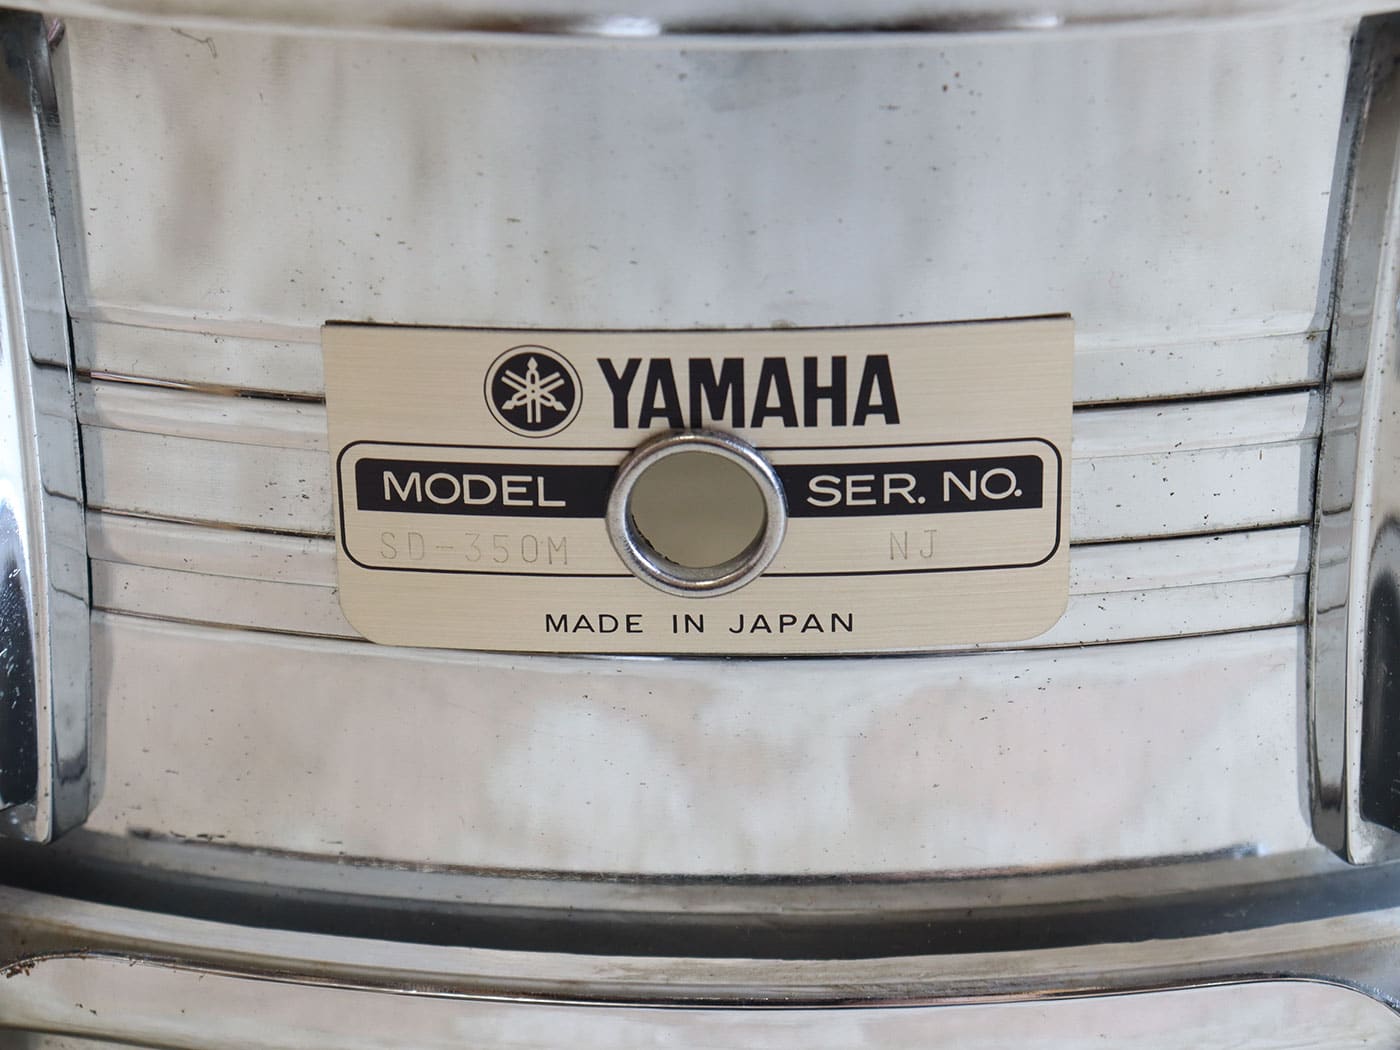 YAMAHA
MODEL SER. NO.
SD-350M NJ
MADE IN JAPAN